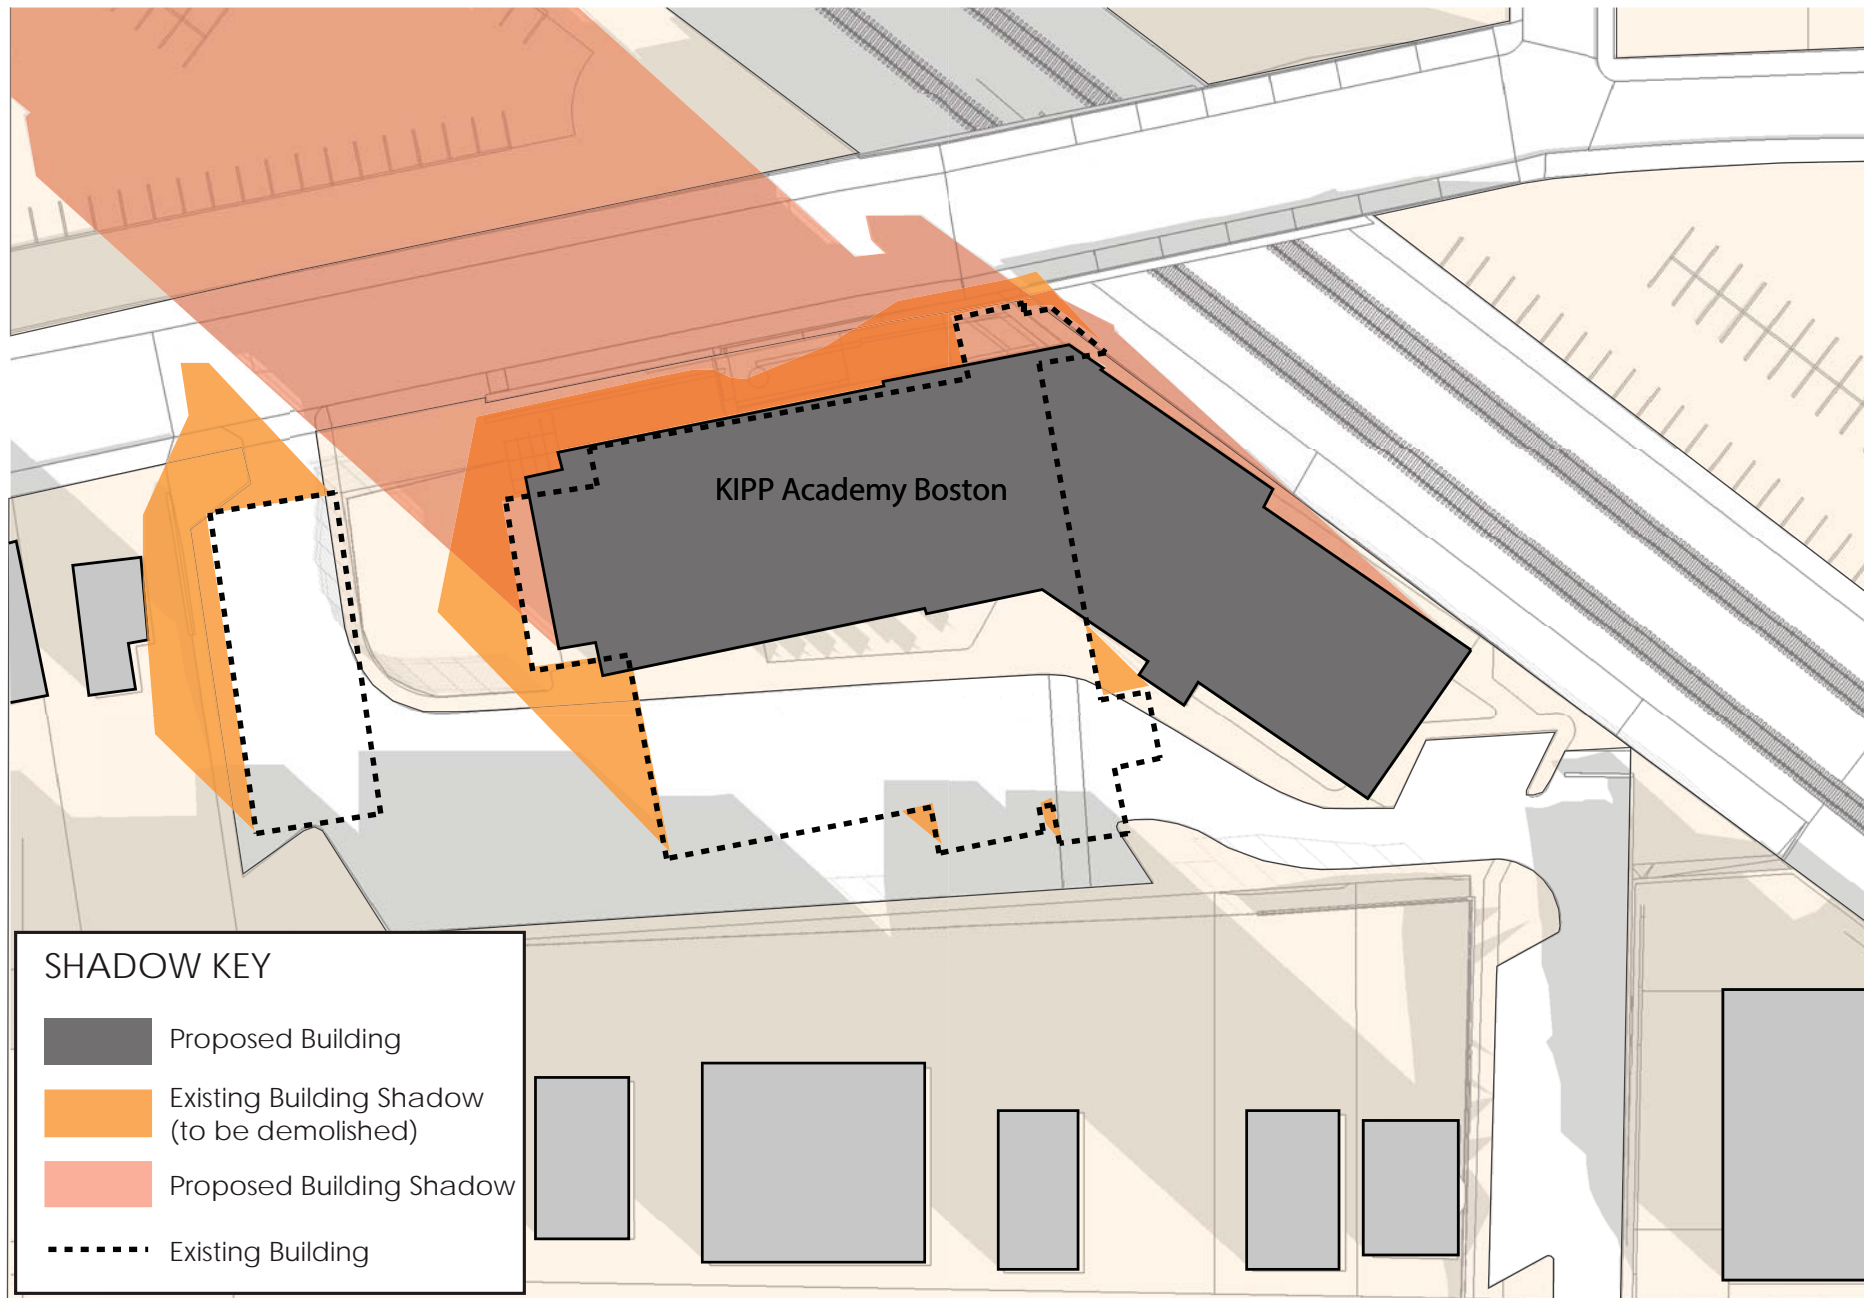 KIPP Academy Boston
SHADOW KEY
Proposed Building
Existing Building Shadow
(to be demolished)
Proposed Building Shadow
Existing Building